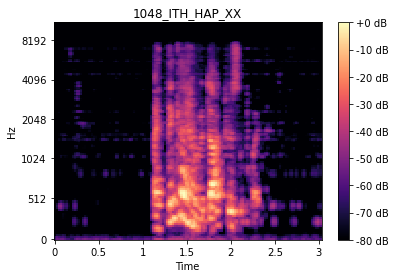 1048_ITH_HAP_XX
+0 dB
8192
-10 dB
4096
-20 dB
-30 dB
2048
Hz
-40 dB
1024
-50 dB
512
-60 dB
-70 dB
0
-80 dB
0 0.5 1 1.5 2 2.5 3
Time